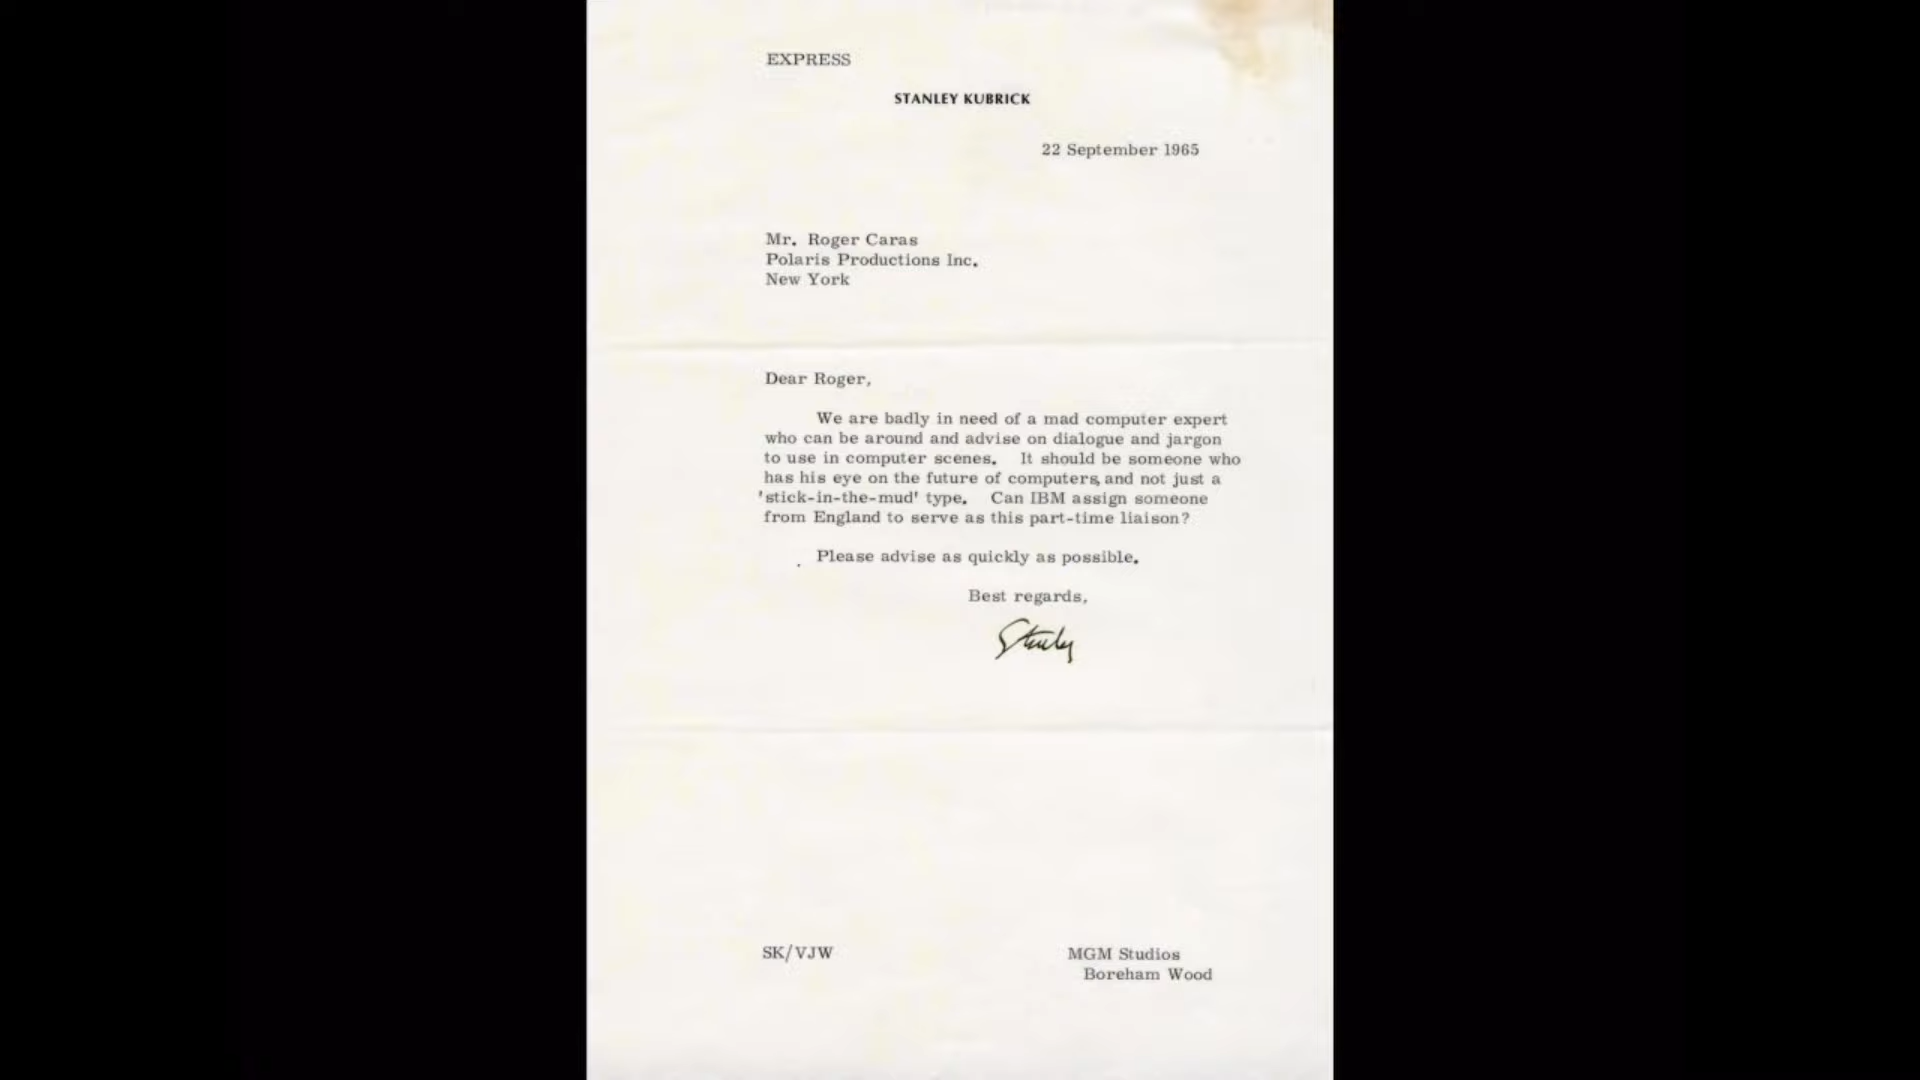 EXPRESS
STANLEY KUBRICK
22 September 1965
Mr. Roger Caras
Polaris Productions Inc.
New York
Dear Roger,
We are badly in need of a mad computer expert
who can be around and advise on dialogue and jargon
to use in computer scenes. It should be someone who
has his eye on the future of computers, and not just a
'stick-in-the-mud' type. Can IBM assign someone
from England to serve as this part-time liaison?
Please advise as quickly as possible.
Best regards,
Stanley
SK/VJW
MGM Studios
Boreham Wood